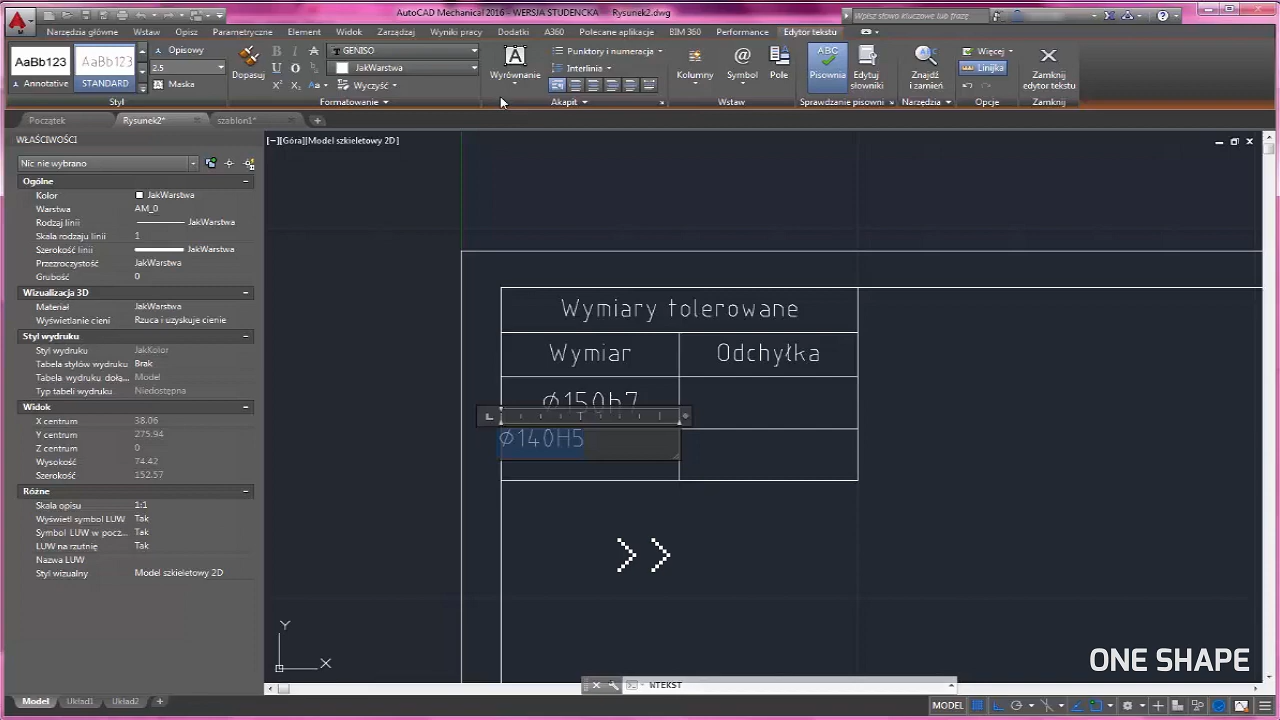 AutoCAD Mechanical 2016 - WERSJA STUDENCKA Rysunek2.dwg
Wpisz słowo kluczowe lub frazę
Narzędzia główne Wstaw Opisz Parametryczne Element Zarządzaj Wyniki pracy Widok Dodatki A360 Polecane aplikacje BIM 360 Performance Edytor tekstu
AaBb123 AaBb123
Annotative STANDARD
Opisowy
2.5
Maska
Styl
Dopasuj
B I A
U O
GENISO
JakWarstwa
Wyczyść
Formatowanie
Wyrównanie
Punktory i numeracja
Interlinia
Akapit
Kolumny Symbol Pole
Wstaw
ABC
Pisownia
Edytuj słowniki
Sprawdzanie pisowni
Znajdź i zamień
Narzędzia
Więcej
Linijka
Opcje
Zamknij edytor tekstu
Zamknij
Początek Rysunek2* szablon1*
WŁAŚCIWOŚCI
Nic nie wybrano
Ogólne
Kolor JakWarstwa
Warstwa AM_0
Rodzaj linii JakWarstwa
Skala rodzaju linii 1
Szerokość linii JakWarstwa
Przezroczystość JakWarstwa
Grubość 0
Wizualizacja 3D
Materiał JakWarstwa
Wyświetlanie cieni Rzuca i uzyskuje cienie
Styl wydruku
Styl wydruku JakKolor
Tabela stylów wydruku Brak
Tabela wydruku dołą... Model
Typ tabeli wydruku Niedostępna
Widok
X centrum 38.06
Y centrum 275.94
Z centrum 0
Wysokość 74.42
Szerokość 152.57
Różne
Skala opisu 1:1
Wyświetl symbol LUW Tak
Symbol LUW w pocz... Tak
LUW na rzutnię Tak
Nazwa LUW
Styl wizualny Model szkieletowy 2D
[−][Góra][Model szkieletowy 2D]
Wymiary tolerowane
Wymiar Odchyłka
Ø150h7
Ø140H5
>>
Y
X
ONE SHAPE
WTEKST
Model Układ1 Układ2
MODEL